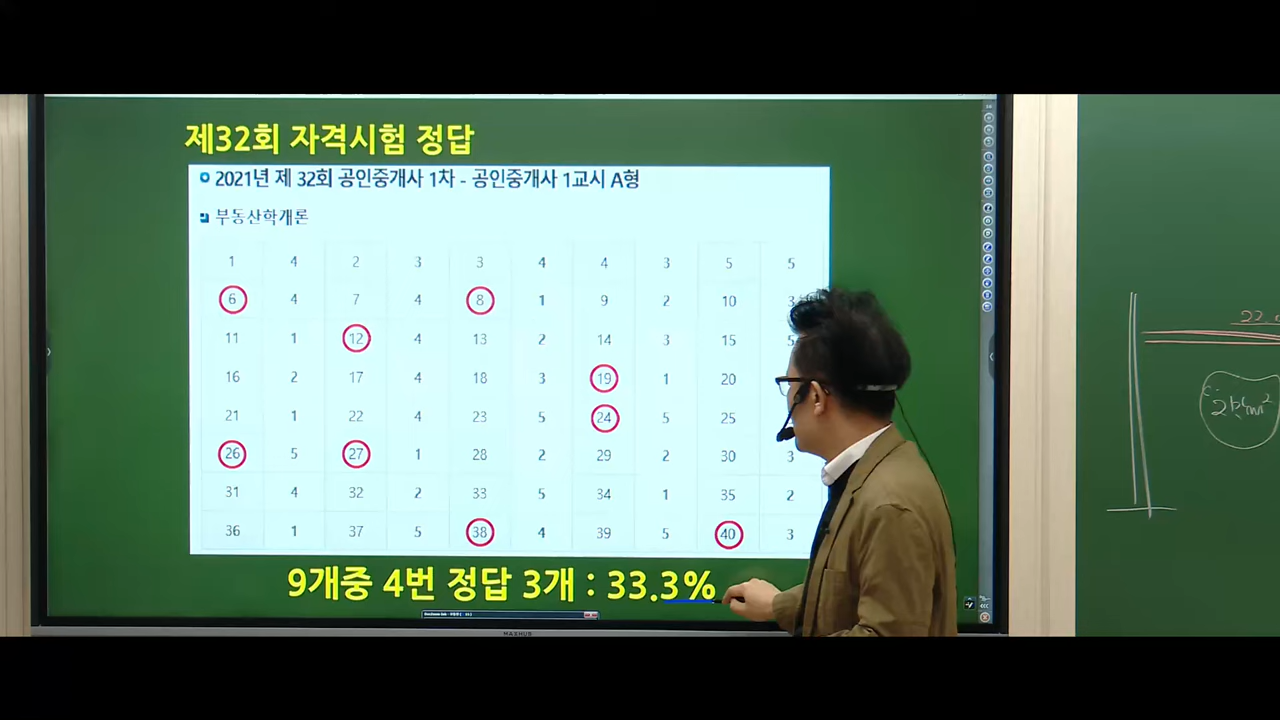 제32회 자격시험 정답
2021년 제 32회 공인중개사 1차 - 공인중개사 1교시 A형
부동산학개론
1 4 2 3 3 4 4 3 5 5
6 4 7 4 8 1 9 2 10 3
11 1 12 4 13 2 14 3 15 5
16 2 17 4 18 3 19 1 20
21 1 22 4 23 5 24 5 25
26 5 27 1 28 2 29 2 30 3
31 4 32 2 33 5 34 1 35 2
36 1 37 5 38 4 39 5 40 3
9개중 4번 정답 3개 : 33.3%
MAXHUB
22
2km²